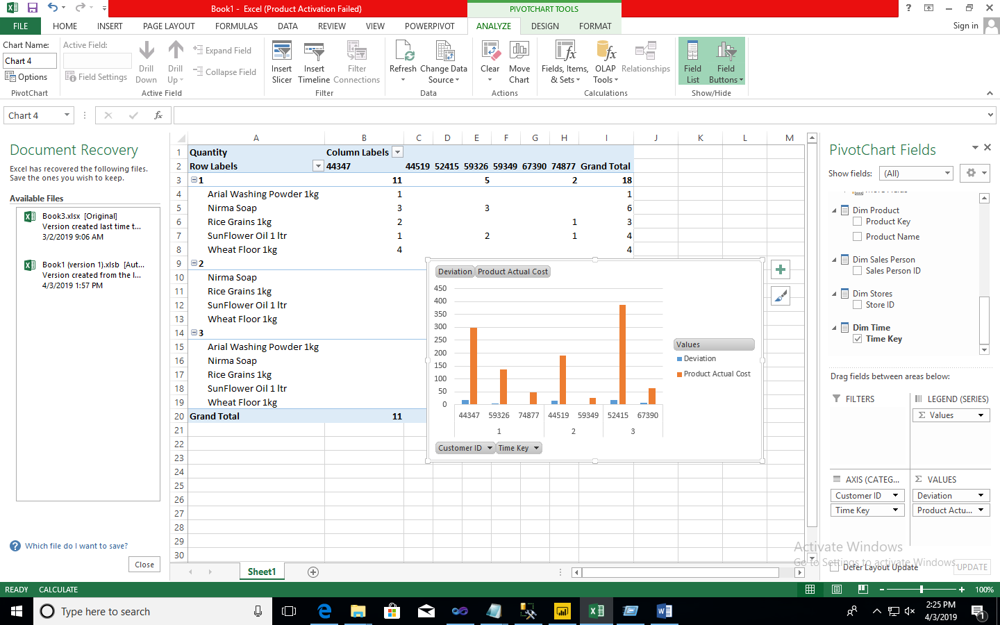 Book1 - Excel (Product Activation Failed)
PIVOTCHART TOOLS
?
FILE HOME INSERT PAGE LAYOUT FORMULAS DATA REVIEW VIEW POWERPIVOT ANALYZE DESIGN FORMAT Sign in
Chart Name:
Chart 4
Options
PivotChart
Active Field:
Field Settings
Drill Down
Drill Up
Expand Field
Collapse Field
Active Field
Insert Slicer
Insert Timeline
Filter Connections
Filter
Refresh
Change Data Source
Data
Clear
Move Chart
Actions
Fields, Items, & Sets
OLAP Tools
Relationships
Calculations
Field List
Field Buttons
Show/Hide
Chart 4
fx
Document Recovery
Excel has recovered the following files.
Save the ones you wish to keep.
Available Files
Book3.xlsx [Original]
Version created last time t...
3/2/2019 9:06 AM
Book1 (version 1).xlsb [Aut...
Version created from the l...
4/3/2019 1:57 PM
Which file do I want to save?
Close
A B C D E F G H I J K L M
1 Quantity Column Labels
2 Row Labels 44347 44519 52415 59326 59349 67390 74877 Grand Total
3 1 11 5 2 18
4 Arial Washing Powder 1kg 1 1
5 Nirma Soap 3 3 6
6 Rice Grains 1kg 2 1 3
7 SunFlower Oil 1 ltr 1 2 1 4
8 Wheat Floor 1kg 4 4
9 2
10 Nirma Soap
11 Rice Grains 1kg
12 SunFlower Oil 1 ltr
13 Wheat Floor 1kg
14 3
15 Arial Washing Powder 1kg
16 Nirma Soap
17 Rice Grains 1kg
18 SunFlower Oil 1 ltr
19 Wheat Floor 1kg
20 Grand Total 11
21
22
23
24
25
26
27
28
29
30
Deviation Product Actual Cost
450
400
350
300
250
200
150
100
50
0
44347 59326 74877 44519 59349 52415 67390
1 2 3
Values
Deviation
Product Actual Cost
Customer ID Time Key
Sheet1
PivotChart Fields
Show fields: (All)
Dim Product
Product Key
Product Name
Dim Sales Person
Sales Person ID
Dim Stores
Store ID
Dim Time
Time Key
Drag fields between areas below:
FILTERS
LEGEND (SERIES)
Σ Values
AXIS (CATEG...
Customer ID
Time Key
Σ VALUES
Deviation
Product Actu...
Activate Windows
Go to Settings to activate Windows.
Defer Layout Update
UPDATE
READY CALCULATE
100%
Type here to search
2:25 PM
4/3/2019
1